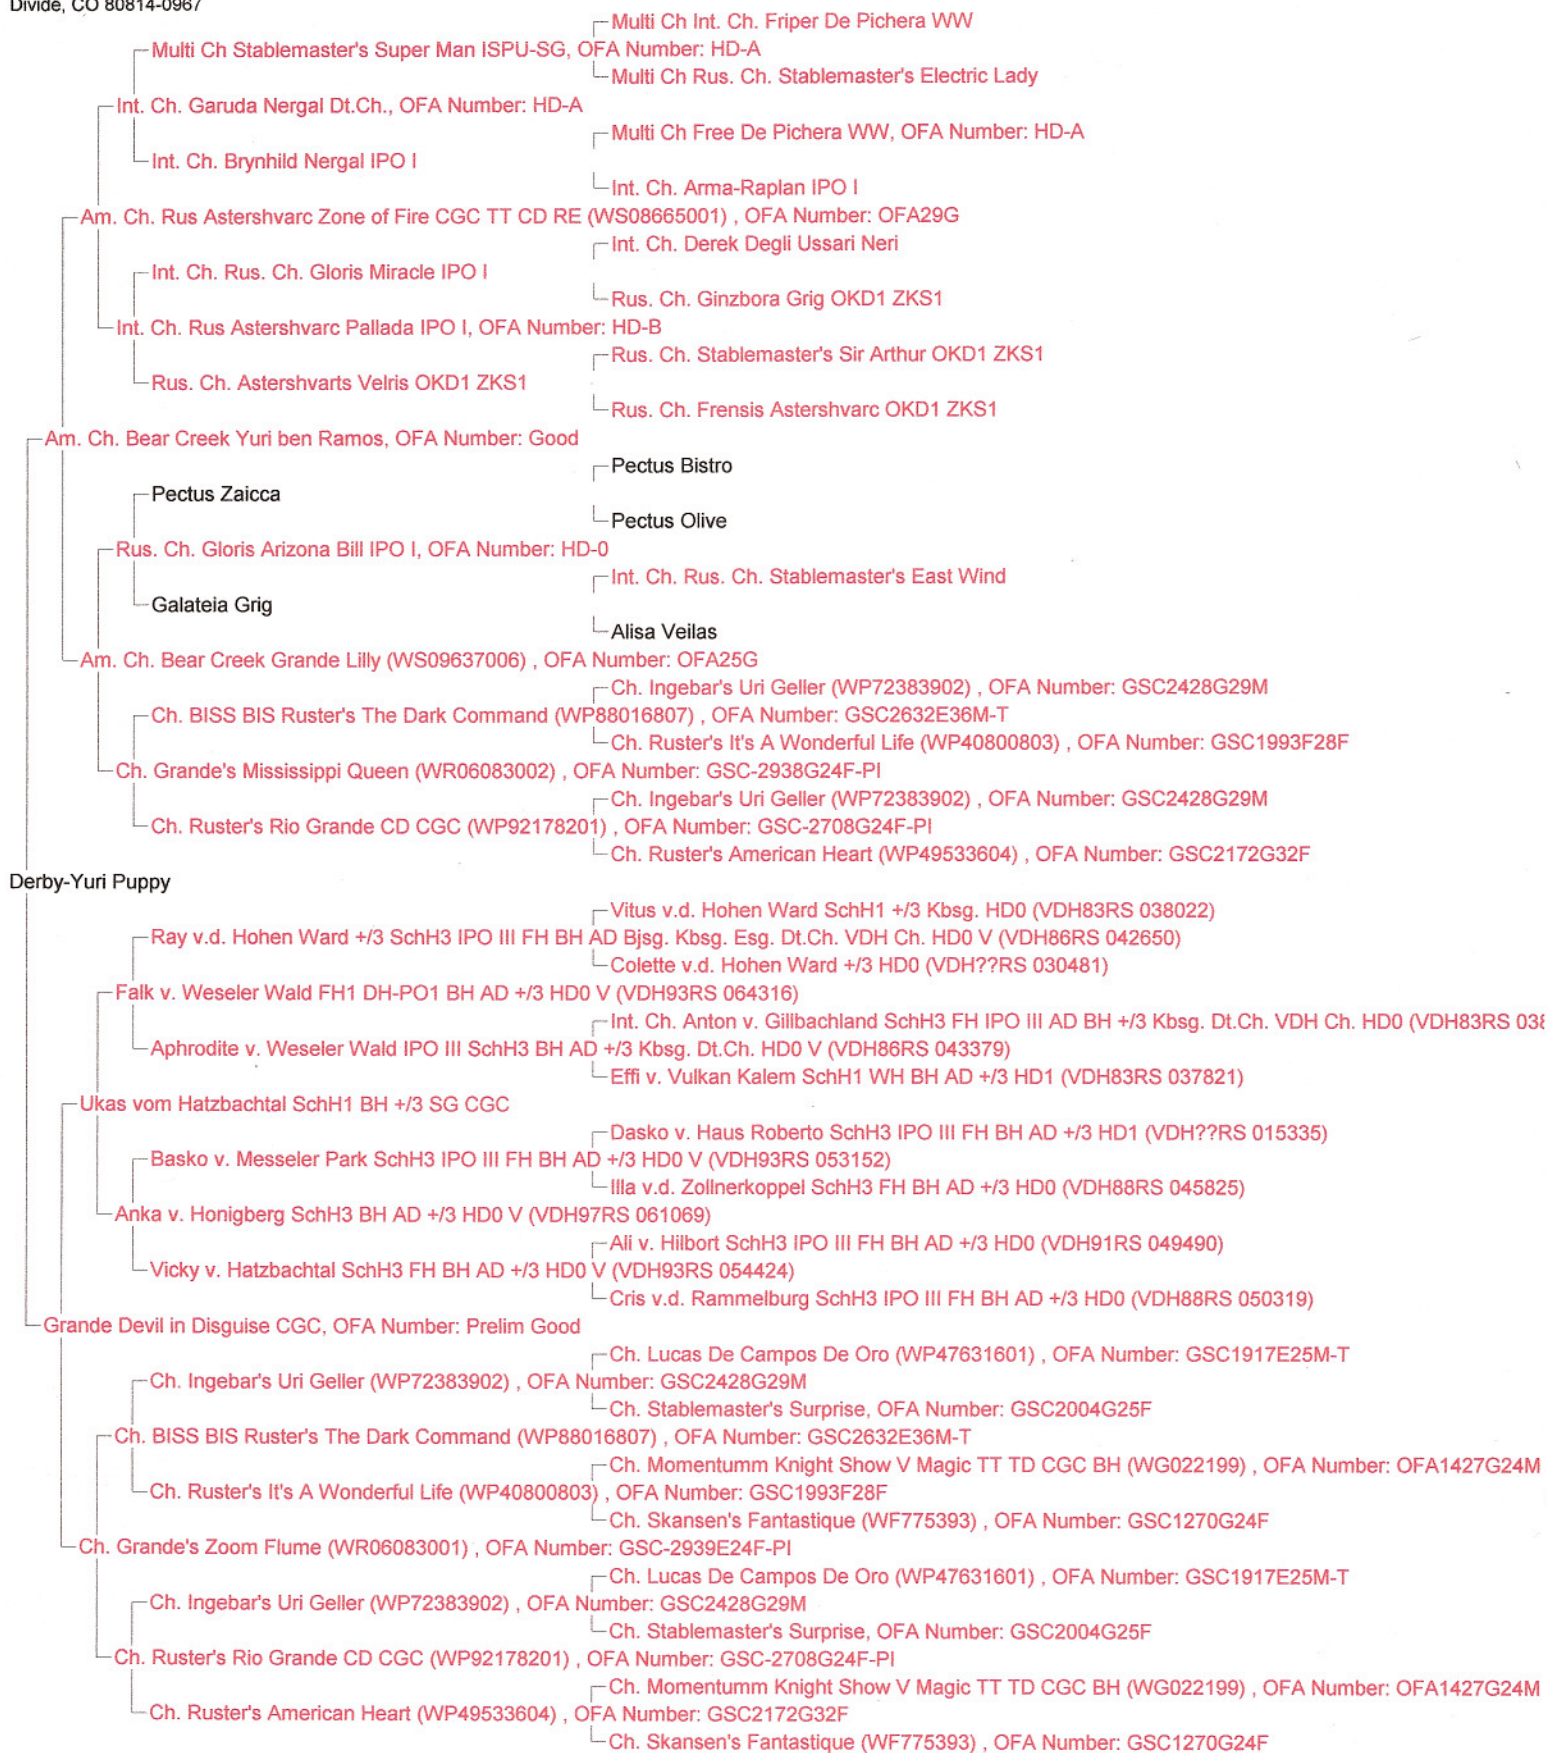 Divide, CO 80814-0967
Multi Ch Int. Ch. Friper De Pichera WW
Multi Ch Stablemaster's Super Man ISPU-SG, OFA Number: HD-A
Multi Ch Rus. Ch. Stablemaster's Electric Lady
Int. Ch. Garuda Nergal Dt.Ch., OFA Number: HD-A
Multi Ch Free De Pichera WW, OFA Number: HD-A
Int. Ch. Brynhild Nergal IPO I
Int. Ch. Arma-Raplan IPO I
Am. Ch. Rus Astershvarc Zone of Fire CGC TT CD RE (WS08665001) , OFA Number: OFA29G
Int. Ch. Derek Degli Ussari Neri
Int. Ch. Rus. Ch. Gloris Miracle IPO I
Rus. Ch. Ginzbora Grig OKD1 ZKS1
Int. Ch. Rus Astershvarc Pallada IPO I, OFA Number: HD-B
Rus. Ch. Stablemaster's Sir Arthur OKD1 ZKS1
Rus. Ch. Astershvarts Velris OKD1 ZKS1
Rus. Ch. Frensis Astershvarc OKD1 ZKS1
Am. Ch. Bear Creek Yuri ben Ramos, OFA Number: Good
Pectus Bistro
Pectus Zaicca
Pectus Olive
Rus. Ch. Gloris Arizona Bill IPO I, OFA Number: HD-0
Int. Ch. Rus. Ch. Stablemaster's East Wind
Galateia Grig
Alisa Veilas
Am. Ch. Bear Creek Grande Lilly (WS09637006) , OFA Number: OFA25G
Ch. Ingebar's Uri Geller (WP72383902) , OFA Number: GSC2428G29M
Ch. BISS BIS Ruster's The Dark Command (WP88016807) , OFA Number: GSC2632E36M-T
Ch. Ruster's It's A Wonderful Life (WP40800803) , OFA Number: GSC1993F28F
Ch. Grande's Mississippi Queen (WR06083002) , OFA Number: GSC-2938G24F-PI
Ch. Ingebar's Uri Geller (WP72383902) , OFA Number: GSC2428G29M
Ch. Ruster's Rio Grande CD CGC (WP92178201) , OFA Number: GSC-2708G24F-PI
Ch. Ruster's American Heart (WP49533604) , OFA Number: GSC2172G32F
Derby-Yuri Puppy
Vitus v.d. Hohen Ward SchH1 +/3 Kbsg. HD0 (VDH83RS 038022)
Ray v.d. Hohen Ward +/3 SchH3 IPO III FH BH AD Bjsg. Kbsg. Esg. Dt.Ch. VDH Ch. HD0 V (VDH86RS 042650)
Colette v.d. Hohen Ward +/3 HD0 (VDH??RS 030481)
Falk v. Weseler Wald FH1 DH-PO1 BH AD +/3 HD0 V (VDH93RS 064316)
Int. Ch. Anton v. Gillbachland SchH3 FH IPO III AD BH +/3 Kbsg. Dt.Ch. VDH Ch. HD0 (VDH83RS 038
Aphrodite v. Weseler Wald IPO III SchH3 BH AD +/3 Kbsg. Dt.Ch. HD0 V (VDH86RS 043379)
Effi v. Vulkan Kalem SchH1 WH BH AD +/3 HD1 (VDH83RS 037821)
Ukas vom Hatzbachtal SchH1 BH +/3 SG CGC
Dasko v. Haus Roberto SchH3 IPO III FH BH AD +/3 HD1 (VDH??RS 015335)
Basko v. Messeler Park SchH3 IPO III FH BH AD +/3 HD0 V (VDH93RS 053152)
Illa v.d. Zollnerkoppel SchH3 FH BH AD +/3 HD0 (VDH88RS 045825)
Anka v. Honigberg SchH3 BH AD +/3 HD0 V (VDH97RS 061069)
Ali v. Hilbort SchH3 IPO III FH BH AD +/3 HD0 (VDH91RS 049490)
Vicky v. Hatzbachtal SchH3 FH BH AD +/3 HD0 V (VDH93RS 054424)
Cris v.d. Rammelburg SchH3 IPO III FH BH AD +/3 HD0 (VDH88RS 050319)
Grande Devil in Disguise CGC, OFA Number: Prelim Good
Ch. Lucas De Campos De Oro (WP47631601) , OFA Number: GSC1917E25M-T
Ch. Ingebar's Uri Geller (WP72383902) , OFA Number: GSC2428G29M
Ch. Stablemaster's Surprise, OFA Number: GSC2004G25F
Ch. BISS BIS Ruster's The Dark Command (WP88016807) , OFA Number: GSC2632E36M-T
Ch. Momentumm Knight Show V Magic TT TD CGC BH (WG022199) , OFA Number: OFA1427G24M
Ch. Ruster's It's A Wonderful Life (WP40800803) , OFA Number: GSC1993F28F
Ch. Skansen's Fantastique (WF775393) , OFA Number: GSC1270G24F
Ch. Grande's Zoom Flume (WR06083001) , OFA Number: GSC-2939E24F-PI
Ch. Lucas De Campos De Oro (WP47631601) , OFA Number: GSC1917E25M-T
Ch. Ingebar's Uri Geller (WP72383902) , OFA Number: GSC2428G29M
Ch. Stablemaster's Surprise, OFA Number: GSC2004G25F
Ch. Ruster's Rio Grande CD CGC (WP92178201) , OFA Number: GSC-2708G24F-PI
Ch. Momentumm Knight Show V Magic TT TD CGC BH (WG022199) , OFA Number: OFA1427G24M
Ch. Ruster's American Heart (WP49533604) , OFA Number: GSC2172G32F
Ch. Skansen's Fantastique (WF775393) , OFA Number: GSC1270G24F